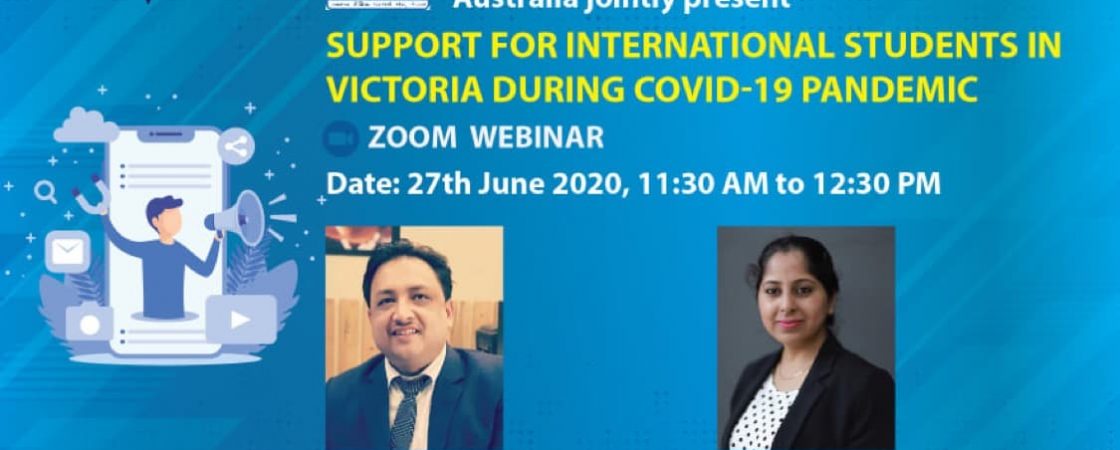 Australia jointly present
SUPPORT FOR INTERNATIONAL STUDENTS IN
VICTORIA DURING COVID-19 PANDEMIC
ZOOM WEBINAR
Date: 27th June 2020, 11:30 AM to 12:30 PM